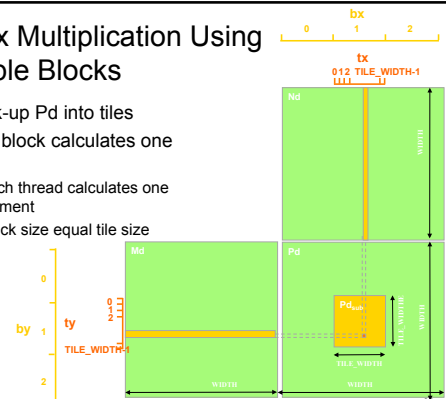 x Multiplication Using
ble Blocks
k-up Pd into tiles
block calculates one
ch thread calculates one
ment
ck size equal tile size
bx
0 1 2
tx
0 1 2 TILE_WIDTH-1
Nd
WIDTH
Md
Pd
Pdsub
TILE_WIDTH
WIDTH
TILE_WIDTH
WIDTH
WIDTH
by
0
1
2
ty
0
1
2
TILE_WIDTH-1